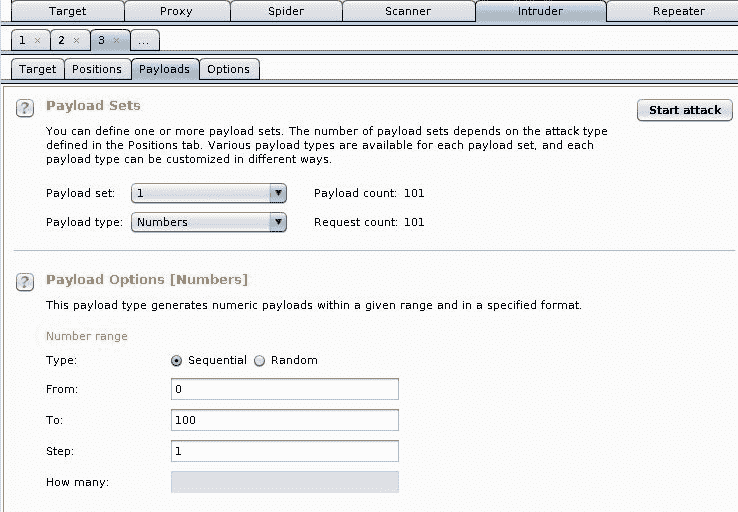 Target Proxy Spider Scanner Intruder Repeater
1 × 2 × 3 × ...
Target Positions Payloads Options
? Payload Sets Start attack
You can define one or more payload sets. The number of payload sets depends on the attack type
defined in the Positions tab. Various payload types are available for each payload set, and each
payload type can be customized in different ways.
Payload set: 1 Payload count: 101
Payload type: Numbers Request count: 101
? Payload Options [Numbers]
This payload type generates numeric payloads within a given range and in a specified format.
Number range
Type: Sequential Random
From: 0
To: 100
Step: 1
How many: